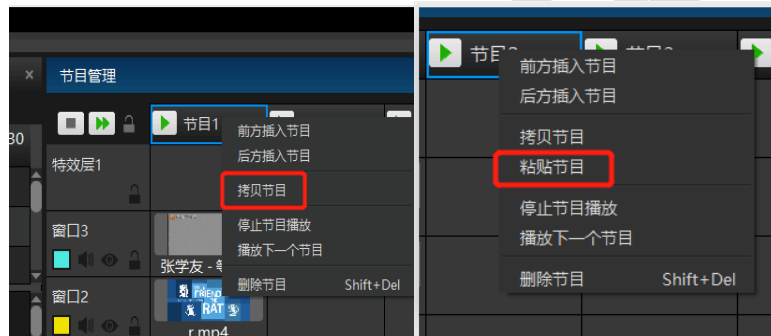 节目管理
30
节目1
特效层1
窗口3
张学友 -
窗口2
FRIEND
RAT
r.mp4
前方插入节目
后方插入节目
拷贝节目
停止节目播放
播放下一个节目
删除节目 Shift+Del
前方插入节目
后方插入节目
拷贝节目
粘贴节目
停止节目播放
播放下一个节目
删除节目 Shift+Del